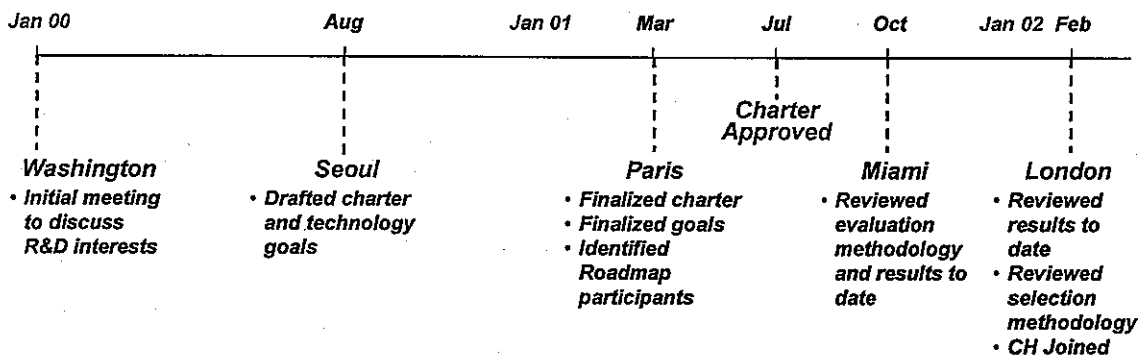 Jan 00 Aug Jan 01 Mar Jul Oct Jan 02 Feb
Charter
Approved
Washington
• Initial meeting
to discuss
R&D interests
Seoul
• Drafted charter
and technology
goals
Paris
• Finalized charter
• Finalized goals
• Identified
Roadmap
participants
Miami
• Reviewed
evaluation
methodology
and results to
date
London
• Reviewed
results to
date
• Reviewed
selection
methodology
• CH Joined